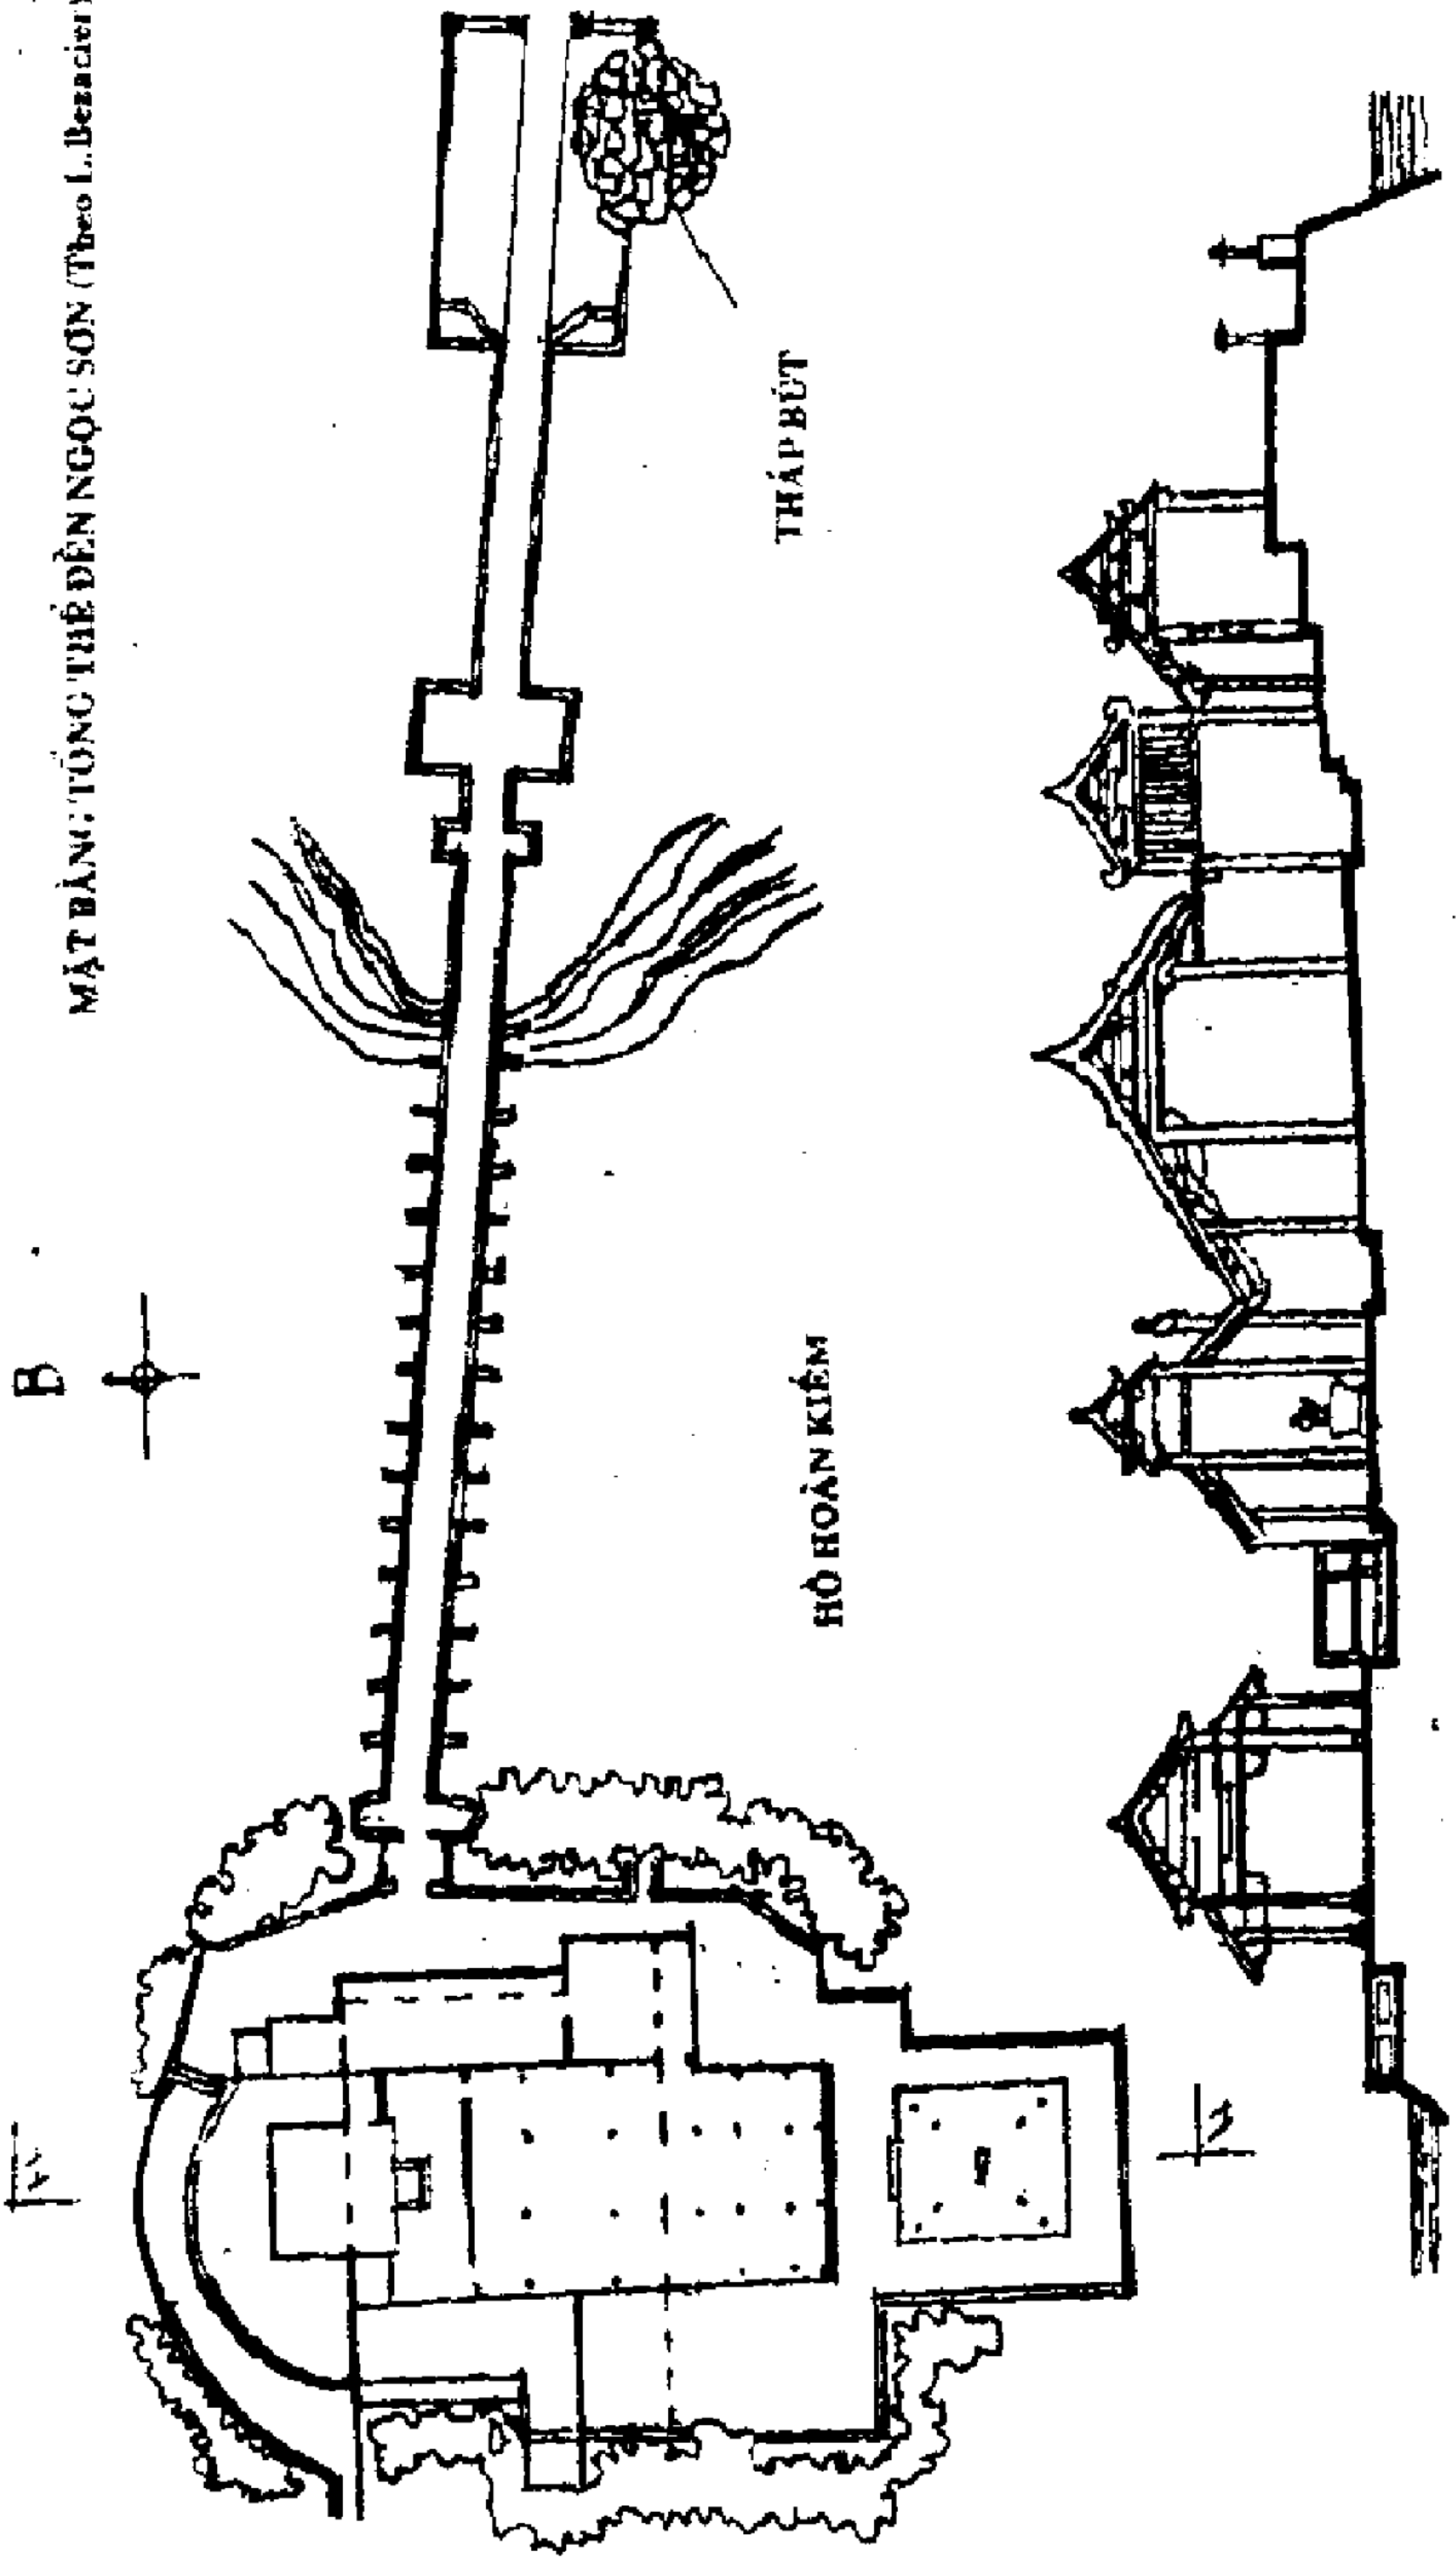 MẶT BẰNG TỔNG THỂ ĐỀN NGỌC SƠN (Theo L. Bezacier)
B
THÁP BÚT
HỒ HOÀN KIẾM